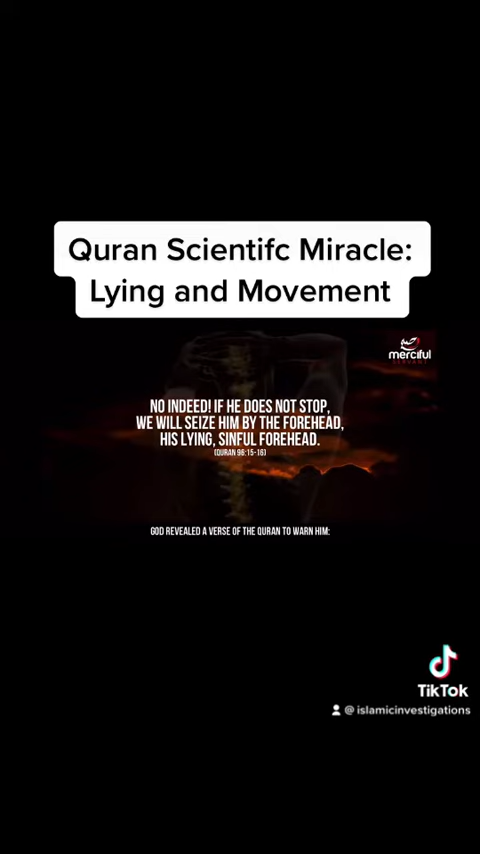 Quran Scientifc Miracle:
Lying and Movement
merciful
SERVANT
NO INDEED! IF HE DOES NOT STOP,
WE WILL SEIZE HIM BY THE FOREHEAD,
HIS LYING, SINFUL FOREHEAD.
(QURAN 96:15-16)
GOD REVEALED A VERSE OF THE QURAN TO WARN HIM:
TikTok
@ islamicinvestigations